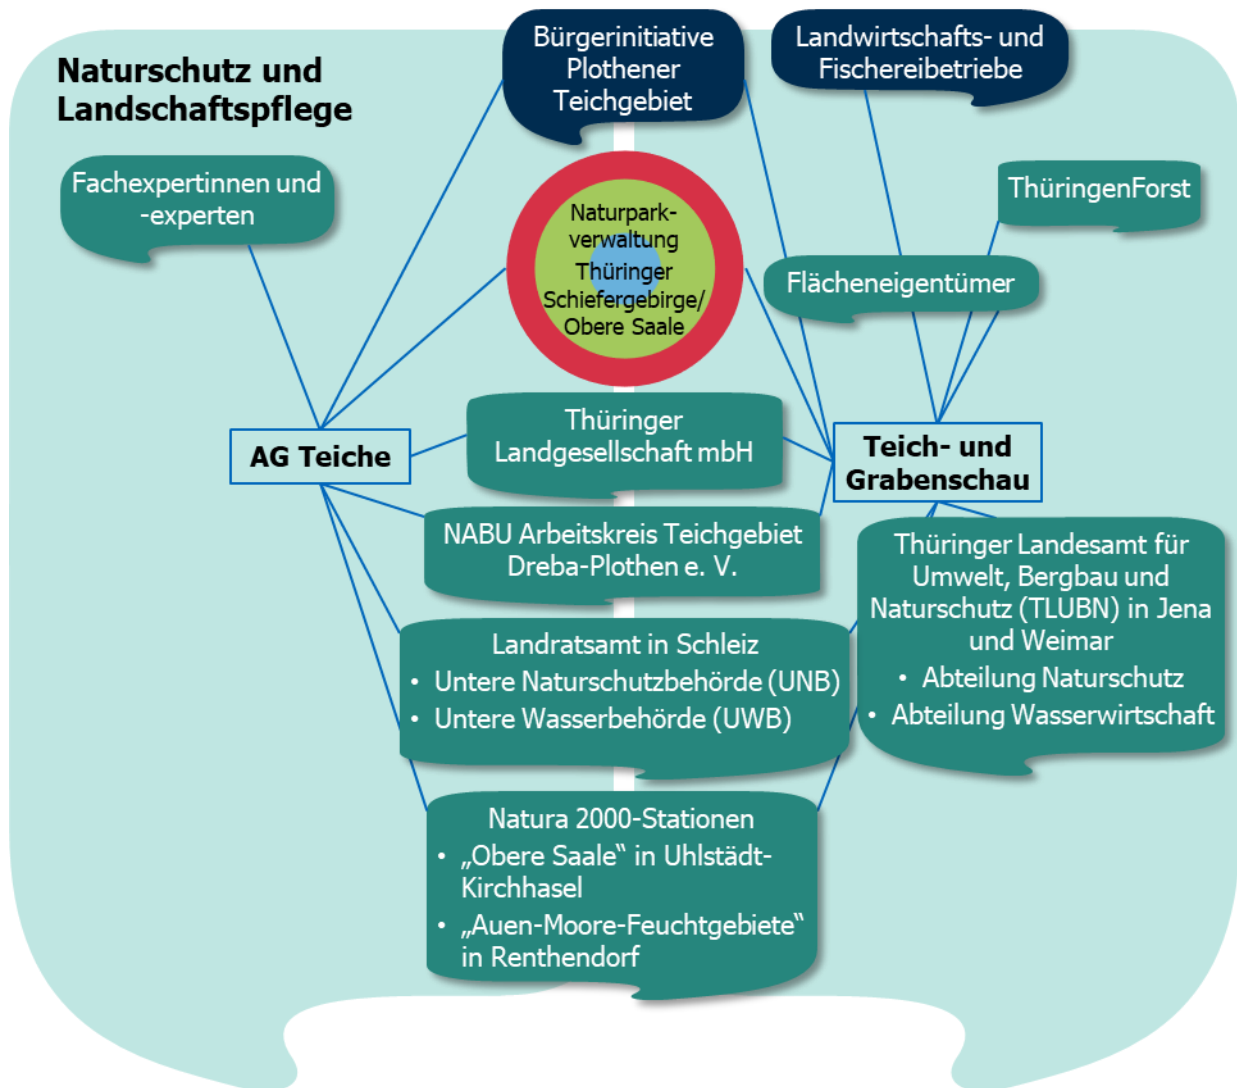 Naturschutz und
Landschaftspflege
Bürgerinitiative
Plothener
Teichgebiet
Landwirtschafts- und
Fischereibetriebe
Fachexpertinnen und
-experten
ThüringenForst
Naturpark-
verwaltung
Thüringer
Schiefergebirge/
Obere Saale
Flächeneigentümer
AG Teiche
Thüringer
Landgesellschaft mbH
Teich- und
Grabenschau
NABU Arbeitskreis Teichgebiet
Dreba-Plothen e. V.
Thüringer Landesamt für
Umwelt, Bergbau und
Naturschutz (TLUBN) in Jena
und Weimar
• Abteilung Naturschutz
• Abteilung Wasserwirtschaft
Landratsamt in Schleiz
• Untere Naturschutzbehörde (UNB)
• Untere Wasserbehörde (UWB)
Natura 2000-Stationen
• „Obere Saale“ in Uhlstädt-
Kirchhasel
• „Auen-Moore-Feuchtgebiete“
in Renthendorf